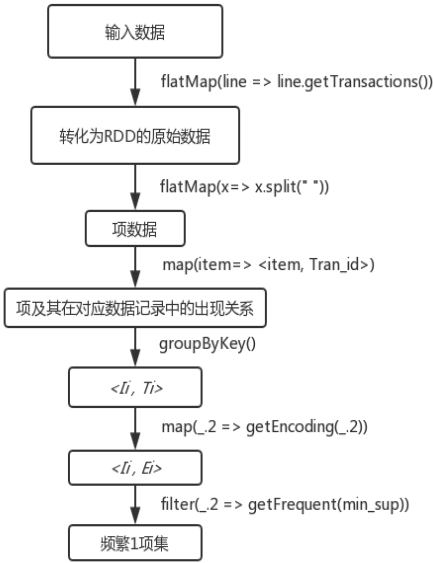 输入数据
flatMap(line => line.getTransactions())
转化为RDD的原始数据
flatMap(x=> x.split(" "))
项数据
map(item=> <item, Tran_id>)
项及其在对应数据记录中的出现关系
groupByKey()
<Ii, Ti>
map(_.2 => getEncoding(_.2))
<Ii, Ei>
filter(_.2 => getFrequent(min_sup))
频繁1项集